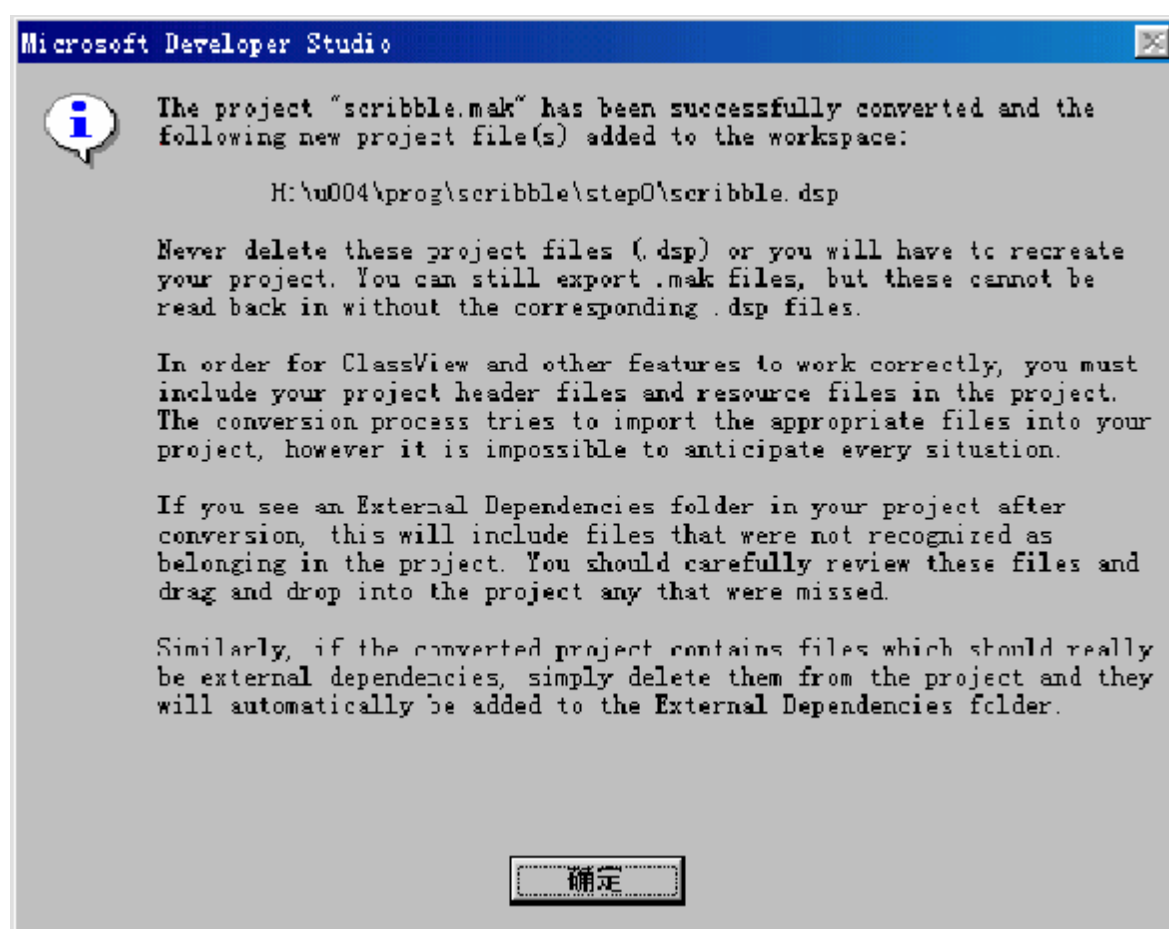 Microsoft Developer Studio
The project "scribble.mak" has been successfully converted and the
following new project file(s) added to the workspace:
H:\u004\prog\scribble\step0\scribble.dsp
Never delete these project files (.dsp) or you will have to recreate
your project. You can still export .mak files, but these cannot be
read back in without the corresponding .dsp files.
In order for ClassView and other features to work correctly, you must
include your project header files and resource files in the project.
The conversion process tries to import the appropriate files into your
project, however it is impossible to anticipate every situation.
If you see an External Dependencies folder in your project after
conversion, this will include files that were not recognized as
belonging in the project. You should carefully review these files and
drag and drop into the project any that were missed.
Similarly, if the converted project contains files which should really
be external dependencies, simply delete them from the project and they
will automatically be added to the External Dependencies folder.
确定